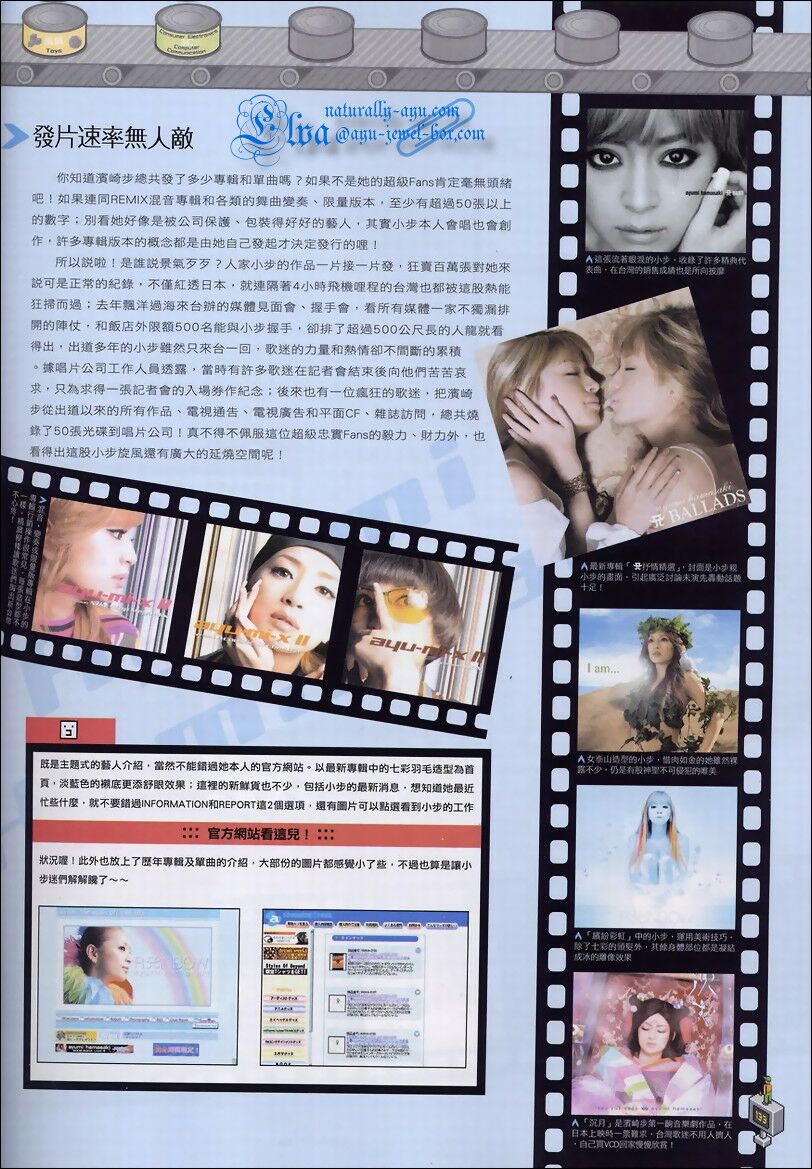 Toys
Consumer Electronics
Computer
Communication
naturally-ayu.com
Elva @ayu-jewel-box.com
發片速率無人敵
你知道濱崎步總共發了多少專輯和單曲嗎?如果不是她的超級Fans肯定毫無頭緒
吧!如果連同REMIX混音專輯和各類的舞曲變奏、限量版本,至少有超過50張以上
的數字;別看她好像是被公司保護、包裝得好好的藝人,其實小步本人會唱也會創
作,許多專輯版本的概念都是由她自己發起才決定發行的哩!
所以說啦!是誰說景氣歹歹?人家小步的作品一片接一片發,狂賣百萬張對她來
說可是正常的紀錄,不僅紅透日本,就連隔著4小時飛機哩程的台灣也都被這股熱能
狂掃而過;去年飄洋過海來台辦的媒體見面會、握手會,看所有媒體一家不獨漏排
開的陣仗,和飯店外限額500名能與小步握手,卻排了超過500公尺長的人龍就看
得出,出道多年的小步雖然只來台一回,歌迷的力量和熱情卻不間斷的累積
。據唱片公司工作人員透露,當時有許多歌迷在記者會結束後向他們苦苦哀
求,只為求得一張記者會的入場券作紀念;後來也有一位瘋狂的歌迷,把濱崎
步從出道以來的所有作品、電視通告、電視廣告和平面CF、雜誌訪問,總共燒
錄了50張光碟到唱片公司!真不得不佩服這位超級忠實Fans的毅力、財力外,也
看得出這股小步旋風還有廣大的延燒空間呢!
ayumi hamasaki A BEST
這張流著眼淚的小步,收錄了許多精典代
表曲,在台灣的銷售成績也是所向披靡
ayumi hamasaki
A BALLADS
最新專輯「A抒情精選」,封面是小步親
小步的畫面,引起廣泛討論未演先轟動話題
十足!
ayu-mi-x II
ayu-mi-x II
ayu-mi-x II
I am...
女泰山造型的小步,惜肉如金的她雖然裸
露不少,仍是有股神聖不可侵犯的唯美
「繽紛彩虹」中的小步,運用美術技巧,
除了七彩的頭髮外,其餘身體部位都是凝結
成冰的雕像效果
「沉月」是濱崎步第一齣音樂劇作品,在
日本上映時一票難求,台灣歌迷不用人擠人
,自己買VCD回家慢慢欣賞!
既是主題式的藝人介紹,當然不能錯過她本人的官方網站。以最新專輯中的七彩羽毛造型為首
頁,淡藍色的襯底更添舒眼效果;這裡的新鮮貨也不少,包括小步的最新消息,想知道她最近
忙些什麼,就不要錯過INFORMATION和REPORT這2個選項,還有圖片可以點選看到小步的工作
::: 官方網站看這兒! :::
狀況喔!此外也放上了歷年專輯及單曲的介紹,大部份的圖片都感覺小了些,不過也算是讓小
步迷們解解饞了~~
RAINBOW
ayumi hamasaki
133